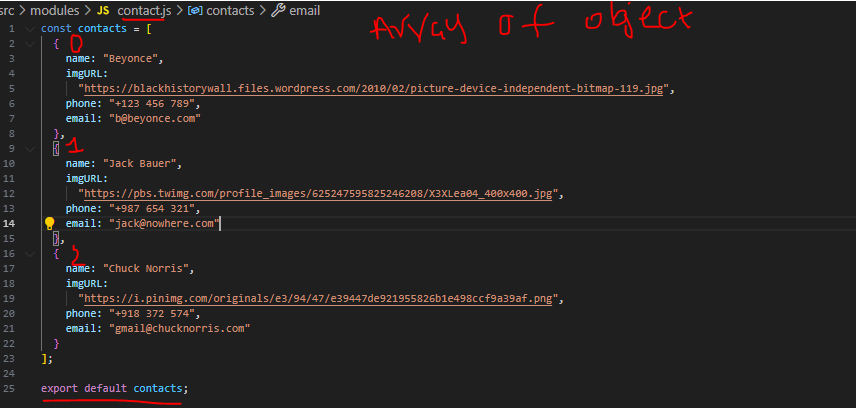 src > modules > JS contact.js > contacts > email
Array of object
1 const contacts = [
2 { 0
3 name: "Beyonce",
4 imgURL:
5 "https://blackhistorywall.files.wordpress.com/2010/02/picture-device-independent-bitmap-119.jpg",
6 phone: "+123 456 789",
7 email: "b@beyonce.com"
8 },
9 { 1
10 name: "Jack Bauer",
11 imgURL:
12 "https://pbs.twimg.com/profile_images/625247595825246208/X3XLea04_400x400.jpg",
13 phone: "+987 654 321",
14 email: "jack@nowhere.com"
15 },
16 { 2
17 name: "Chuck Norris",
18 imgURL:
19 "https://i.pinimg.com/originals/e3/94/47/e39447de921955826b1e498ccf9a39af.png",
20 phone: "+918 372 574",
21 email: "gmail@chucknorris.com"
22 }
23 ];
24
25 export default contacts;